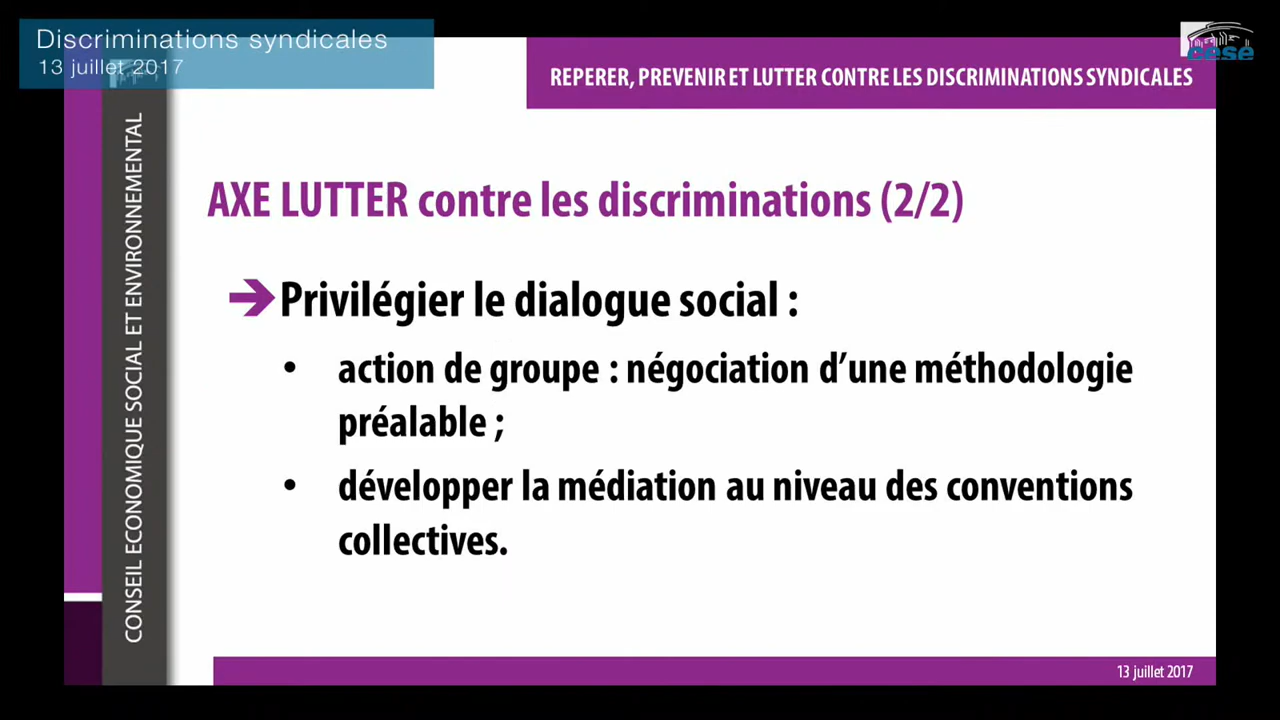 Discriminations syndicales
13 juillet 2017
cese
REPERER, PREVENIR ET LUTTER CONTRE LES DISCRIMINATIONS SYNDICALES
CONSEIL ECONOMIQUE SOCIAL ET ENVIRONNEMENTAL
AXE LUTTER contre les discriminations (2/2)
➔ Privilégier le dialogue social :
• action de groupe : négociation d’une méthodologie
préalable ;
• développer la médiation au niveau des conventions
collectives.
13 juillet 2017